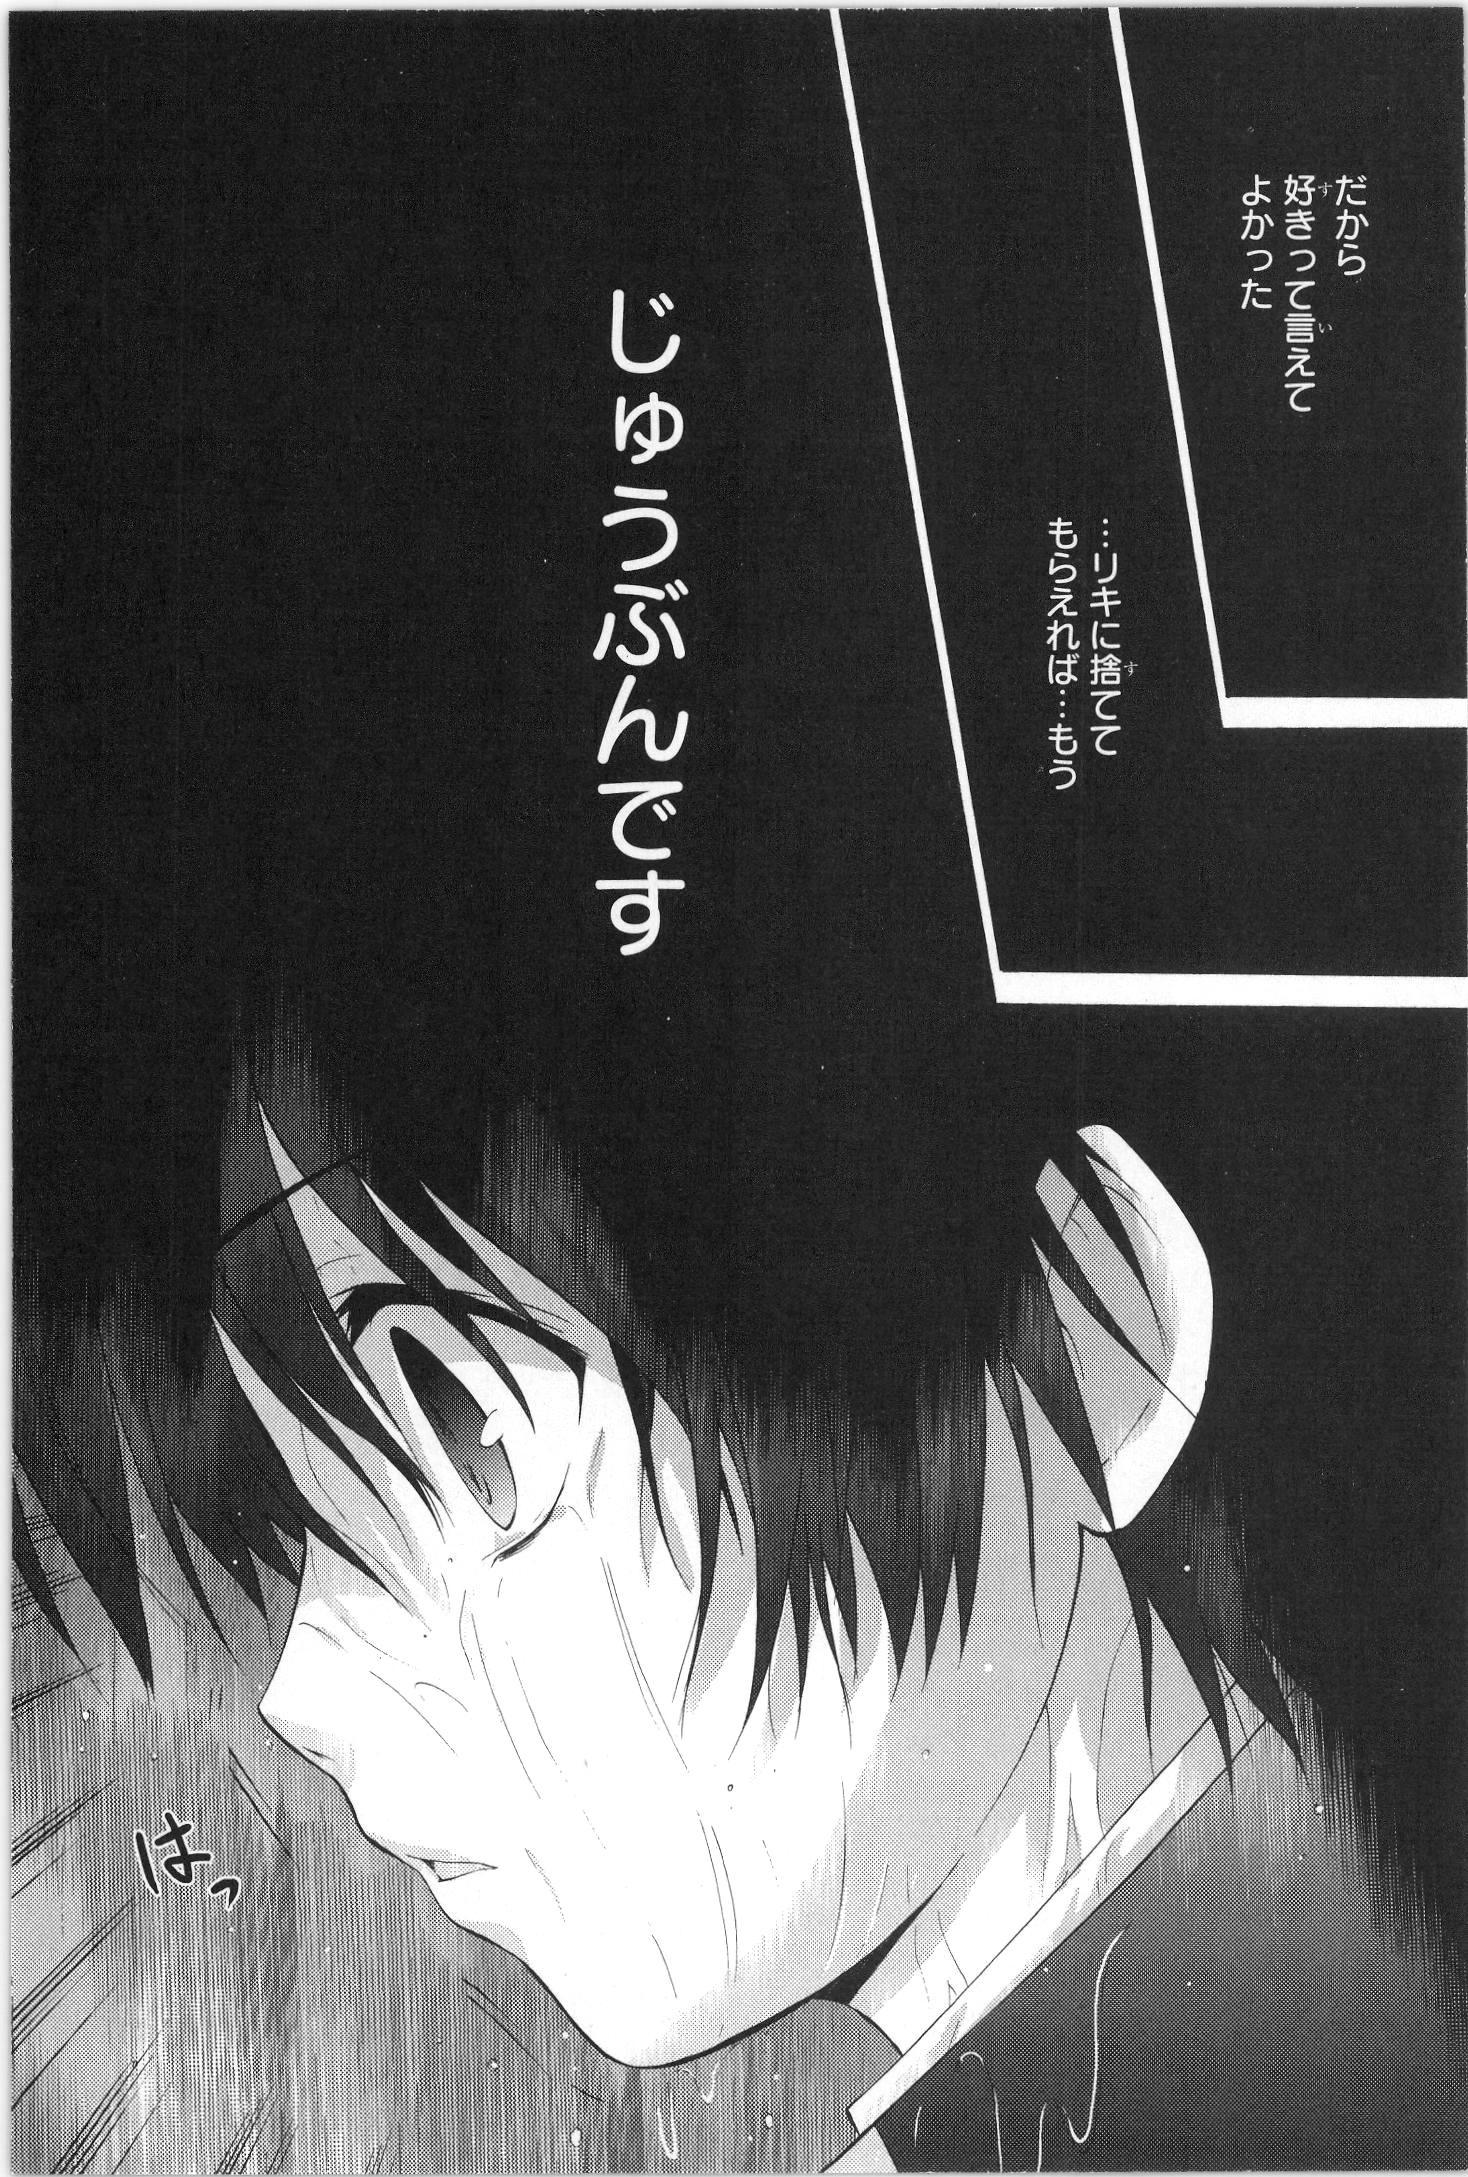 だから
好きって言えて
よかった
…リキに捨てて
もらえれば…もう
じゅうぶんです
はっ